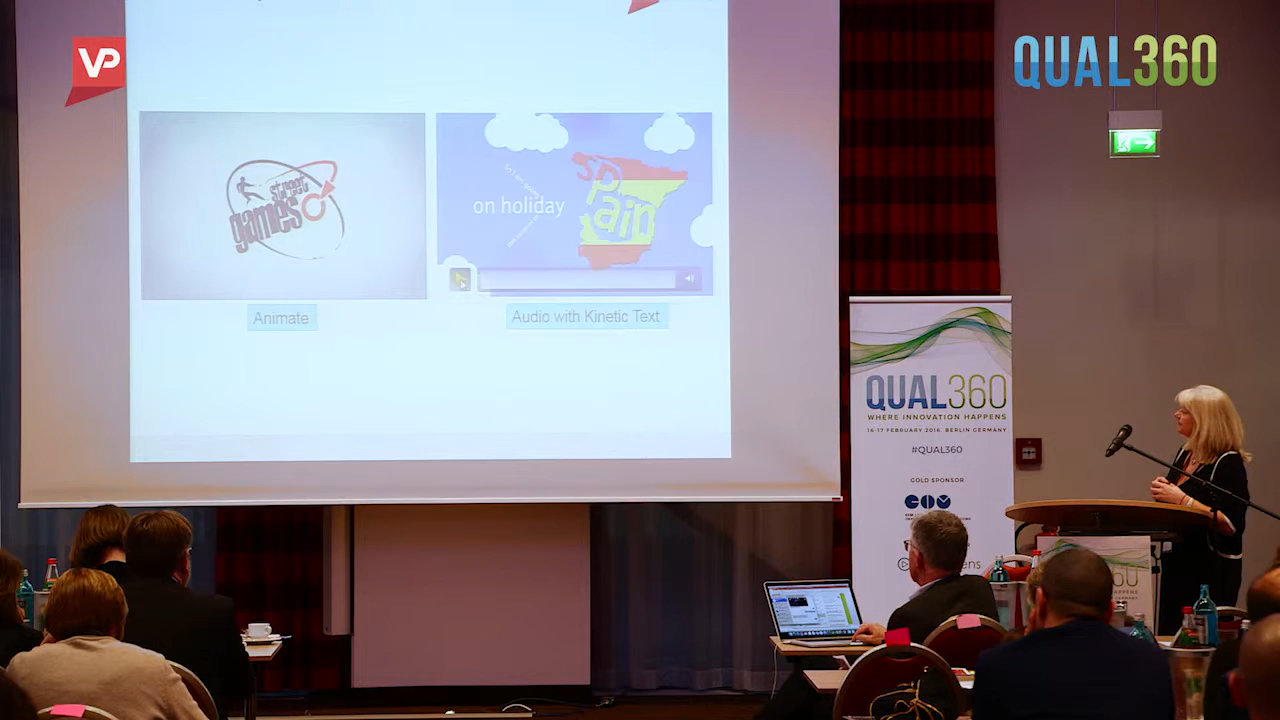 VP
QUAL360
street
games
on holiday
spain
Animate
Audio with Kinetic Text
QUAL360
WHERE INNOVATION HAPPENS
16-17 FEBRUARY 2016, BERLIN GERMANY
#QUAL360
GOLD SPONSOR